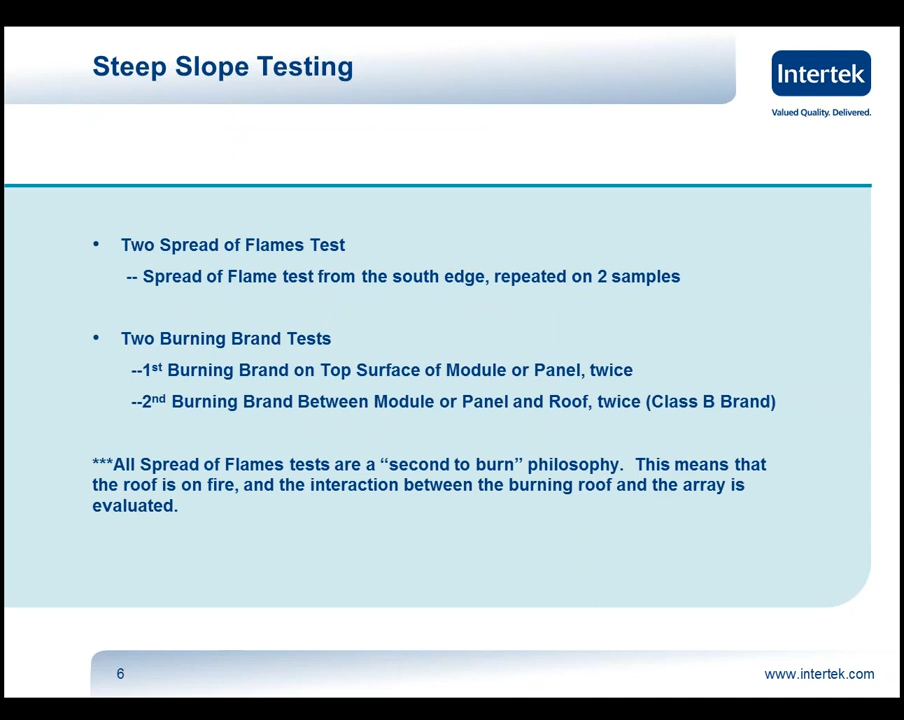 Steep Slope Testing
Intertek
Valued Quality. Delivered.
• Two Spread of Flames Test
-- Spread of Flame test from the south edge, repeated on 2 samples
• Two Burning Brand Tests
--1st Burning Brand on Top Surface of Module or Panel, twice
--2nd Burning Brand Between Module or Panel and Roof, twice (Class B Brand)
***All Spread of Flames tests are a “second to burn” philosophy.  This means that
the roof is on fire, and the interaction between the burning roof and the array is
evaluated.
6
www.intertek.com